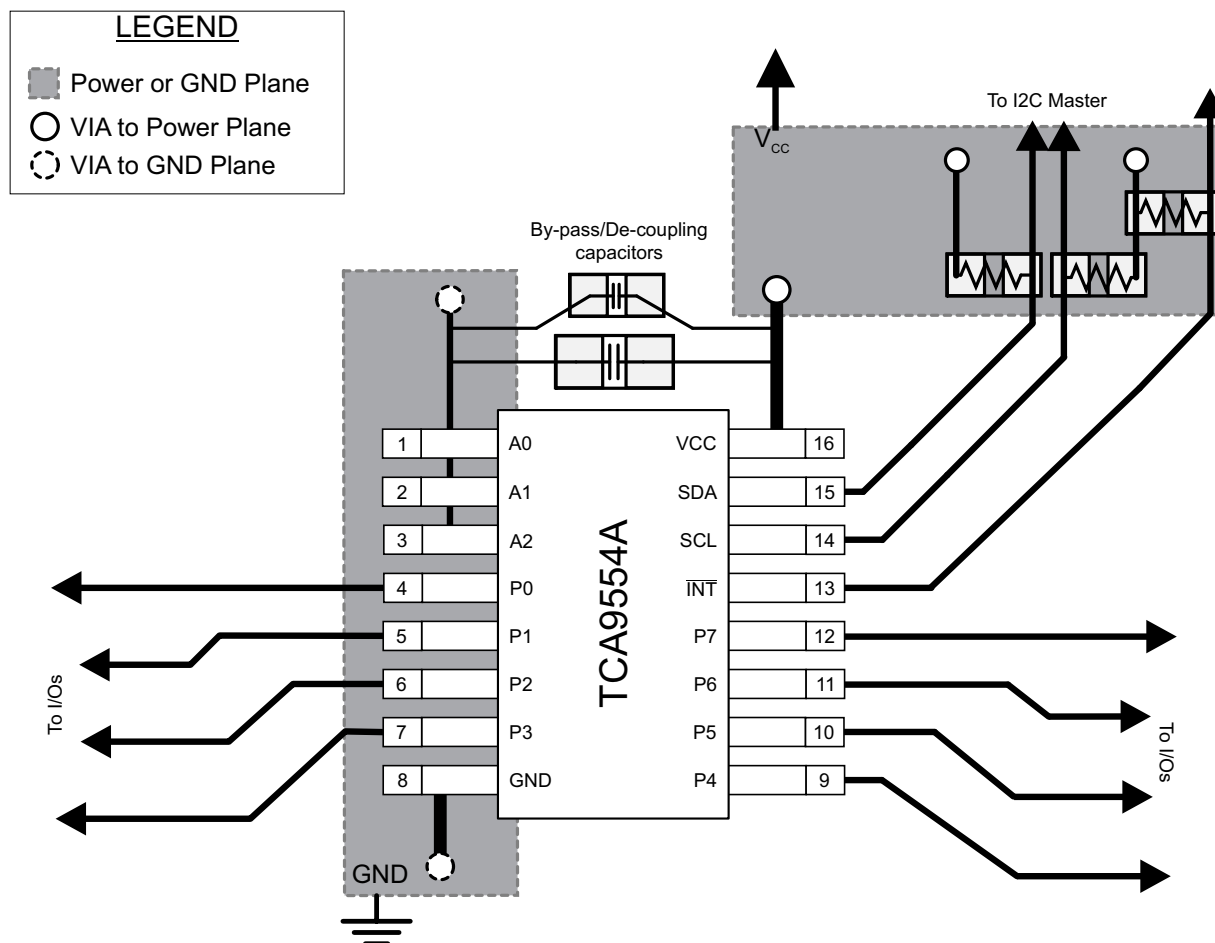 LEGEND
Power or GND Plane
VIA to Power Plane
VIA to GND Plane
To I2C Master
VCC
By-pass/De-coupling
capacitors
1 A0 VCC 16
2 A1 SDA 15
3 A2 SCL 14
4 P0 INT 13
5 P1 P7 12
6 P2 P6 11
7 P3 P5 10
8 GND P4 9
TCA9554A
To I/Os
To I/Os
GND